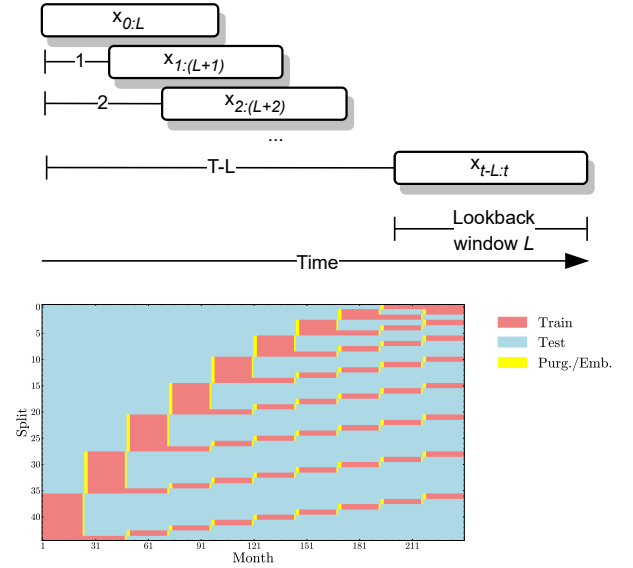 x0:L
1
x1:(L+1)
2
x2:(L+2)
...
T-L
xt-L:t
Lookback
window L
Time
Train
Test
Purg./Emb.
Split
0
5
10
15
20
25
30
35
40
1 31 61 91 121 151 181 211
Month